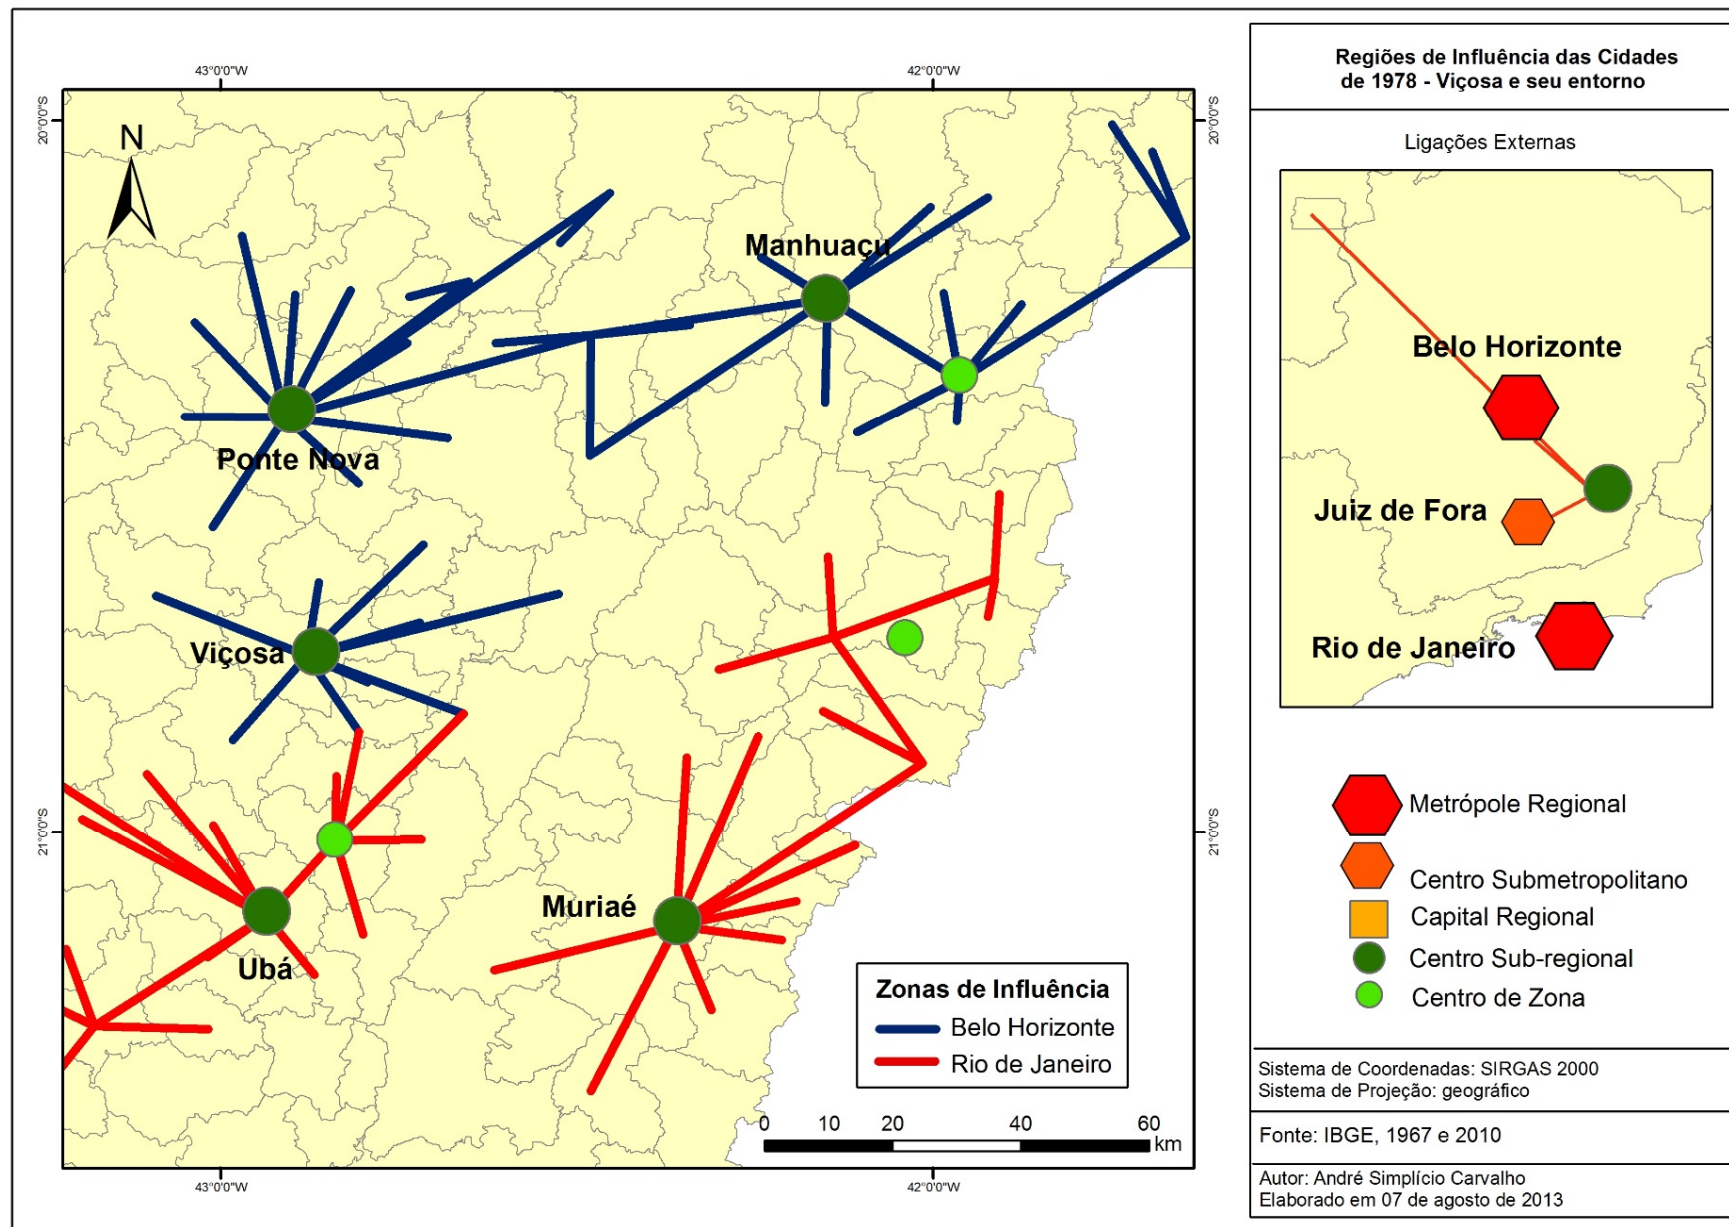 43°0'0"W
42°0'0"W
20°0'0"S
20°0'0"S
N
Manhuaçu
Ponte Nova
Viçosa
Ubá
Muriaé
21°0'0"S
21°0'0"S
Zonas de Influência
Belo Horizonte
Rio de Janeiro
0 10 20 40 60
km
43°0'0"W
42°0'0"W
Regiões de Influência das Cidades
de 1978 - Viçosa e seu entorno
Ligações Externas
Belo Horizonte
Juiz de Fora
Rio de Janeiro
Metrópole Regional
Centro Submetropolitano
Capital Regional
Centro Sub-regional
Centro de Zona
Sistema de Coordenadas: SIRGAS 2000
Sistema de Projeção: geográfico
Fonte: IBGE, 1967 e 2010
Autor: André Simplício Carvalho
Elaborado em 07 de agosto de 2013